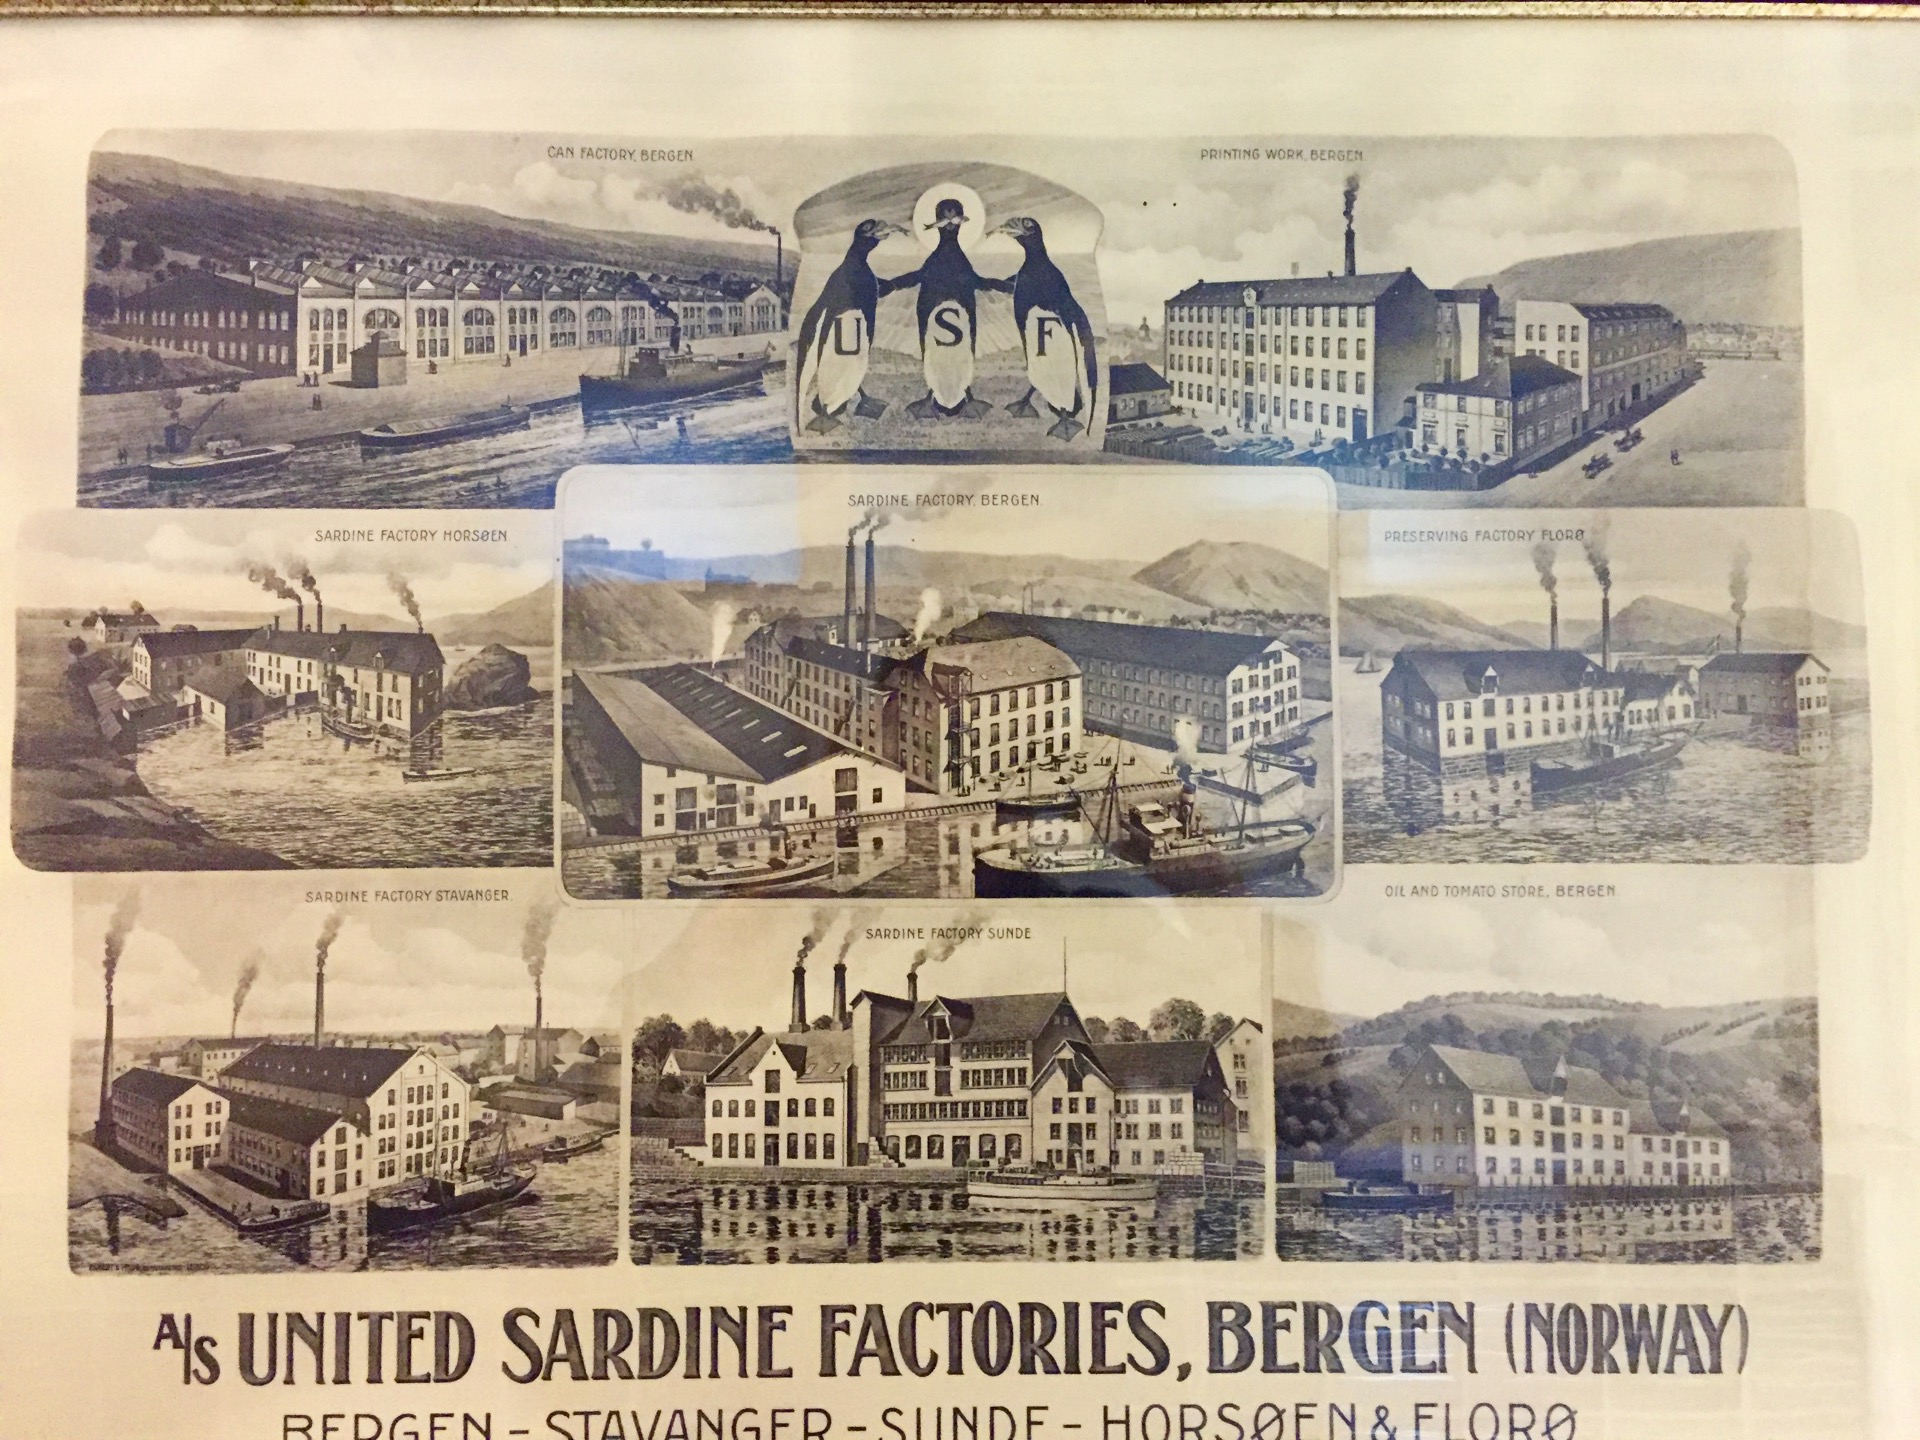 CAN FACTORY, BERGEN.
PRINTING WORK, BERGEN.
U S F
SARDINE FACTORY, BERGEN.
SARDINE FACTORY HORSØEN
PRESERVING FACTORY FLORØ
SARDINE FACTORY STAVANGER.
OIL AND TOMATO STORE, BERGEN.
SARDINE FACTORY SUNDE
A/S UNITED SARDINE FACTORIES, BERGEN (NORWAY)
BERGEN – STAVANGER – SUNDE – HORSØEN & FLORØ